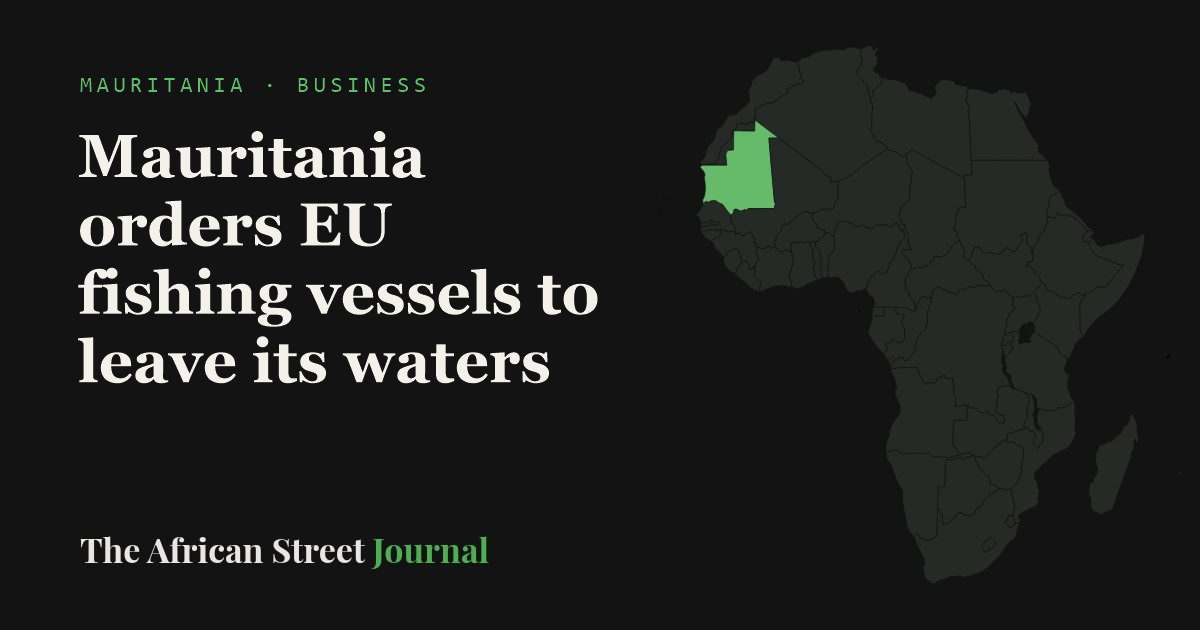 MAURITANIA · BUSINESS
Mauritania
orders EU
fishing vessels to
leave its waters
The African Street Journal